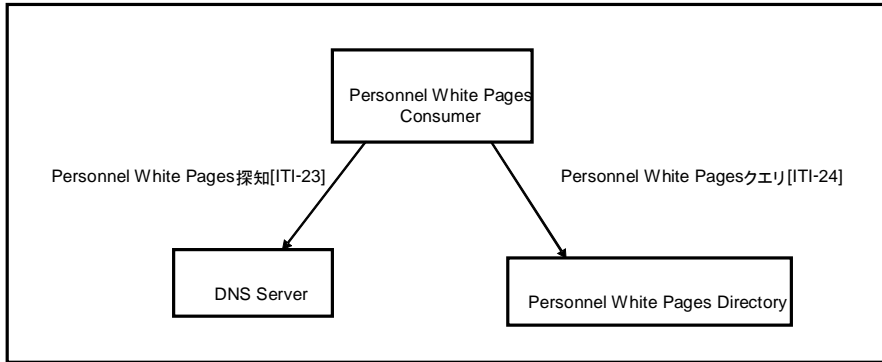 Personnel White Pages
Consumer
Personnel White Pages探知[ITI-23]
Personnel White Pagesクエリ[ITI-24]
DNS Server
Personnel White Pages Directory